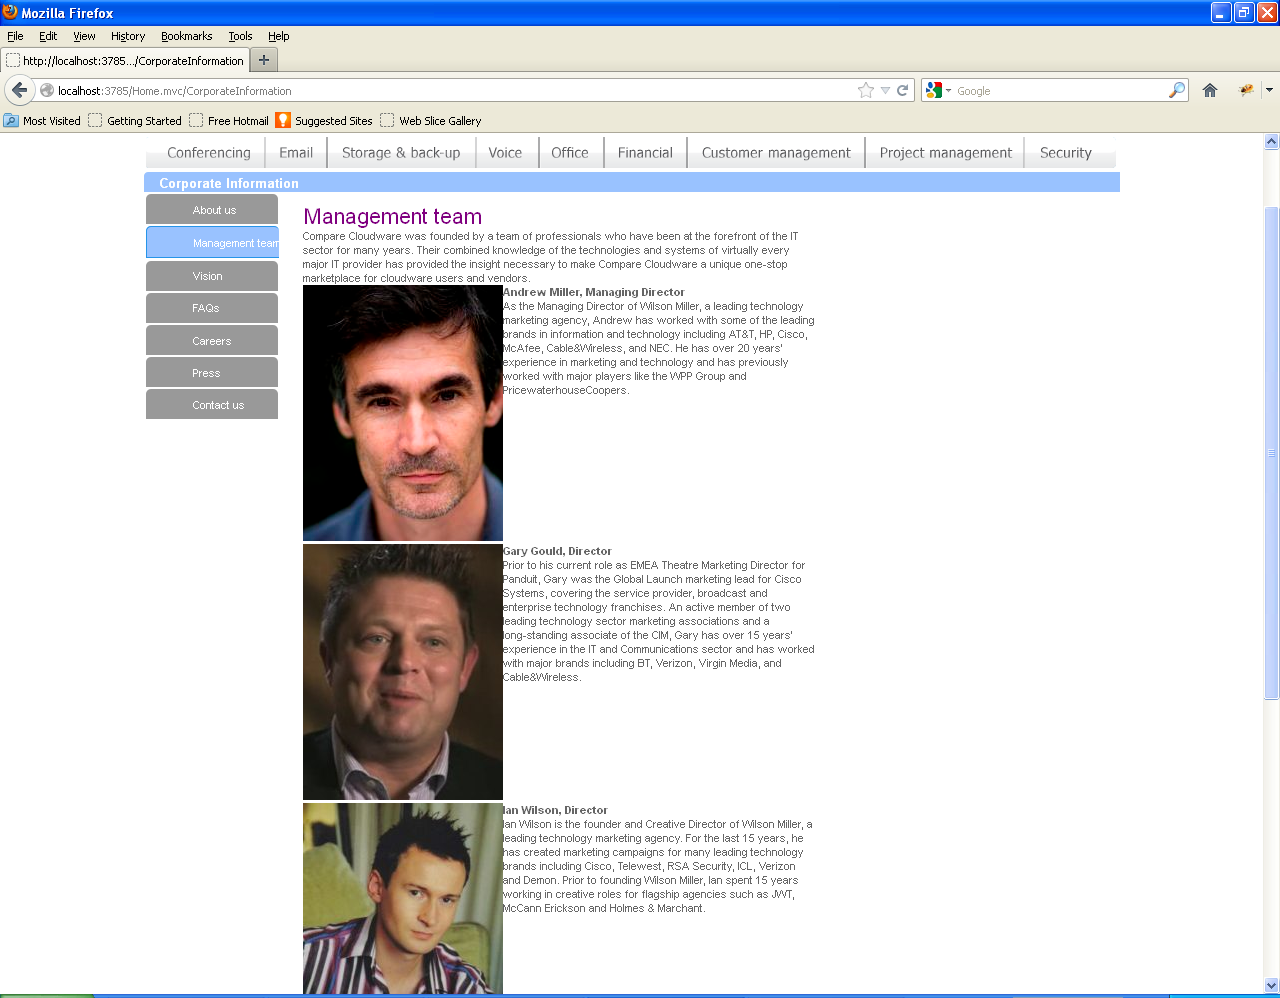 Mozilla Firefox
File Edit View History Bookmarks Tools Help
http://localhost:3785.../CorporateInformation
localhost:3785/Home.mvc/CorporateInformation
Google
Most Visited Getting Started Free Hotmail Suggested Sites Web Slice Gallery
Conferencing Email Storage & back-up Voice Office Financial Customer management Project management Security
Corporate Information
About us
Management team
Vision
FAQs
Careers
Press
Contact us
Management team
Compare Cloudware was founded by a team of professionals who have been at the forefront of the IT
sector for many years. Their combined knowledge of the technologies and systems of virtually every
major IT provider has provided the insight necessary to make Compare Cloudware a unique one-stop
marketplace for cloudware users and vendors.
Andrew Miller, Managing Director
As the Managing Director of Wilson Miller, a leading technology
marketing agency, Andrew has worked with some of the leading
brands in information and technology including AT&T, HP, Cisco,
McAfee, Cable&Wireless, and NEC. He has over 20 years'
experience in marketing and technology and has previously
worked with major players like the WPP Group and
PricewaterhouseCoopers.
Gary Gould, Director
Prior to his current role as EMEA Theatre Marketing Director for
Panduit, Gary was the Global Launch marketing lead for Cisco
Systems, covering the service provider, broadcast and
enterprise technology franchises. An active member of two
leading technology sector marketing associations and a
long-standing associate of the CIM, Gary has over 15 years'
experience in the IT and Communications sector and has worked
with major brands including BT, Verizon, Virgin Media, and
Cable&Wireless.
Ian Wilson, Director
Ian Wilson is the founder and Creative Director of Wilson Miller, a
leading technology marketing agency. For the last 15 years, he
has created marketing campaigns for many leading technology
brands including Cisco, Telewest, RSA Security, ICL, Verizon
and Demon. Prior to founding Wilson Miller, Ian spent 15 years
working in creative roles for flagship agencies such as JWT,
McCann Erickson and Holmes & Marchant.